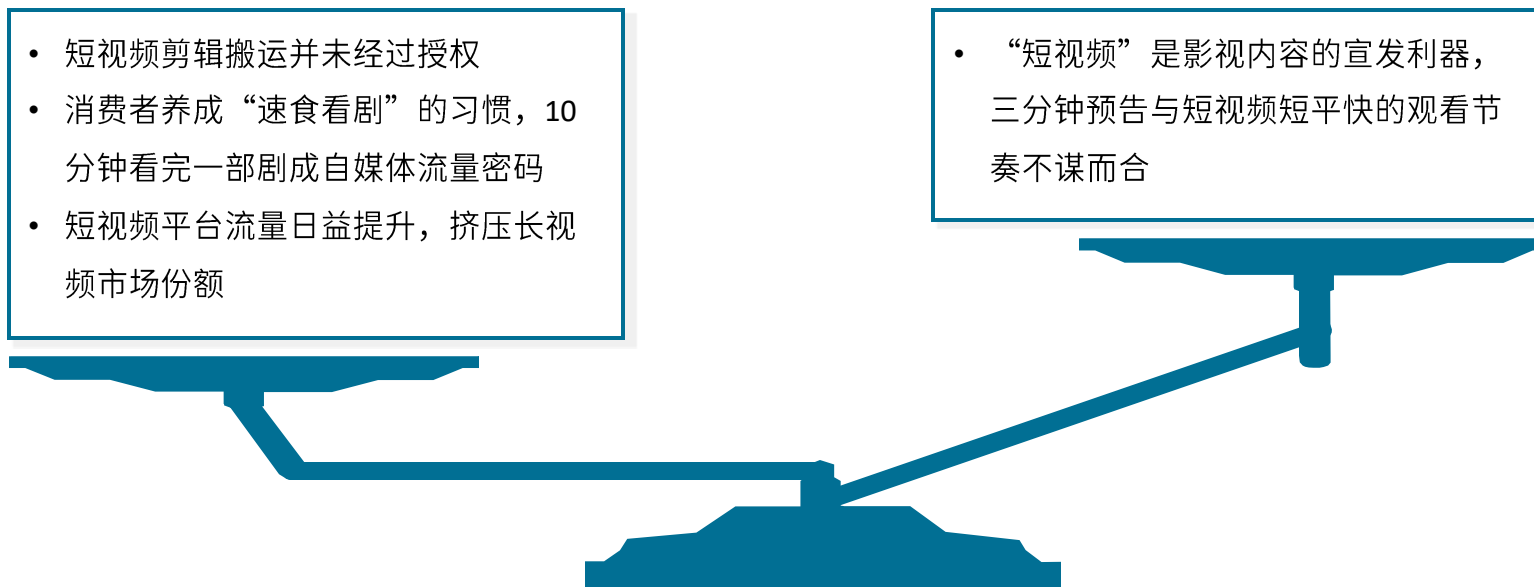 • 短视频剪辑搬运并未经过授权
• 消费者养成“速食看剧”的习惯，10
分钟看完一部剧成自媒体流量密码
• 短视频平台流量日益提升，挤压长视
频市场份额
• “短视频”是影视内容的宣发利器，
三分钟预告与短视频短平快的观看节
奏不谋而合